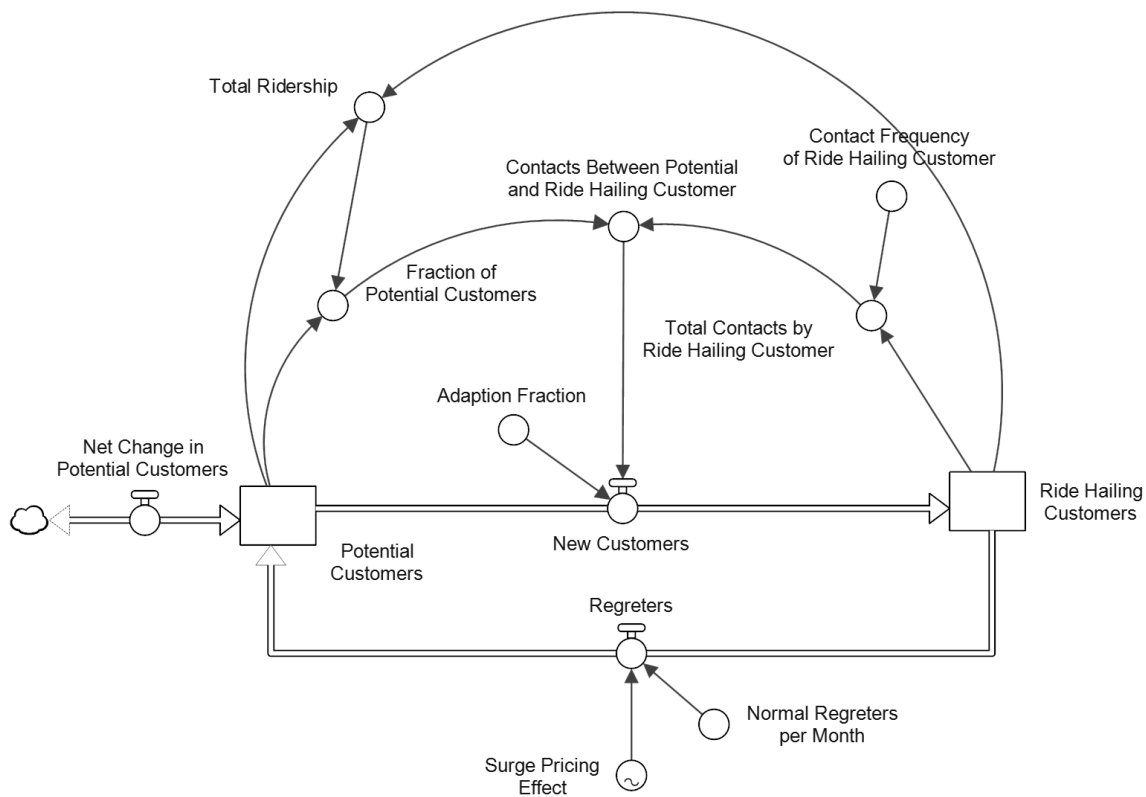 Total Ridership
Contact Frequency
of Ride Hailing Customer
Contacts Between Potential
and Ride Hailing Customer
Fraction of
Potential Customers
Total Contacts by
Ride Hailing Customer
Adaption Fraction
Net Change in
Potential Customers
Ride Hailing
Customers
New Customers
Potential
Customers
Regreters
Normal Regreters
per Month
Surge Pricing
Effect